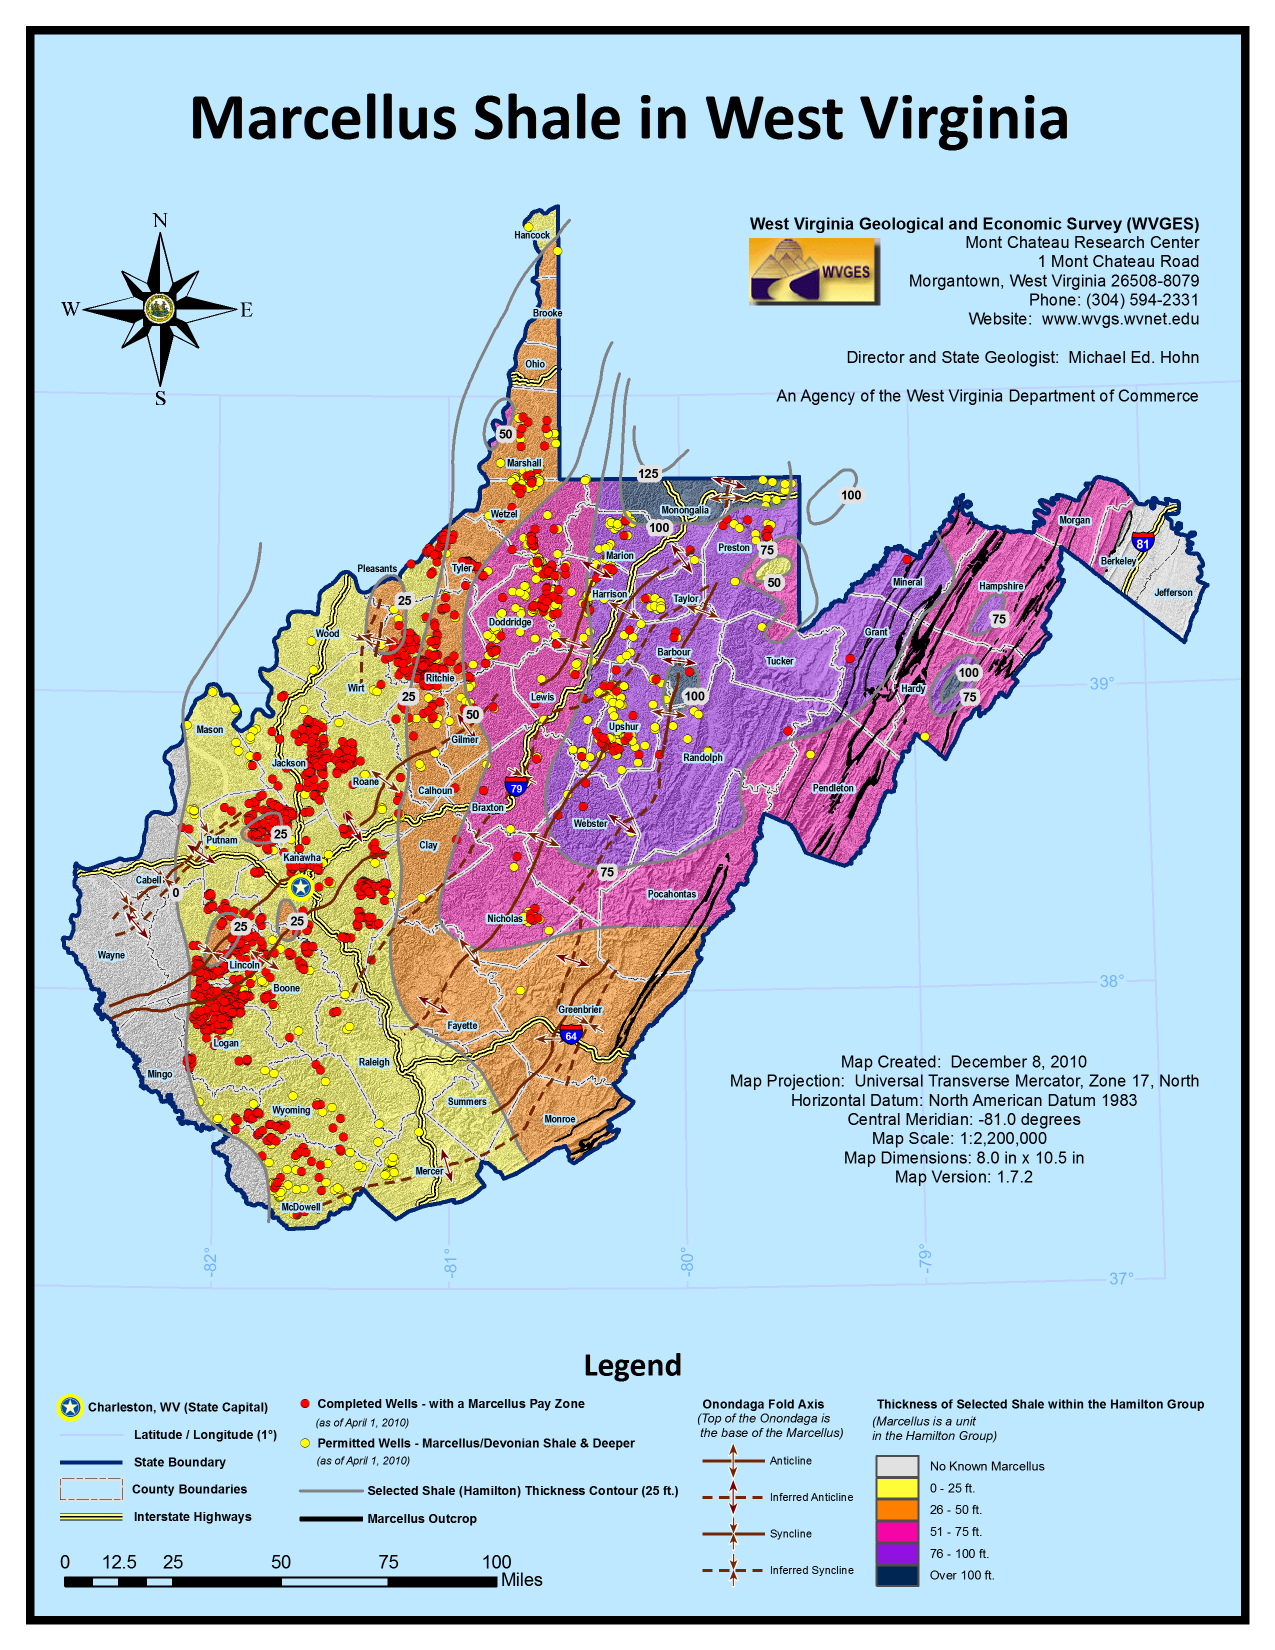 Marcellus Shale in West Virginia
N
W
E
S
West Virginia Geological and Economic Survey (WVGES)
Mont Chateau Research Center
1 Mont Chateau Road
Morgantown, West Virginia 26508-8079
Phone: (304) 594-2331
Website: www.wvgs.wvnet.edu
WVGES
Director and State Geologist: Michael Ed. Hohn
An Agency of the West Virginia Department of Commerce
Hancock
Brooke
Ohio
50
Marshall
125
100
Wetzel
Monongalia
100
Morgan
81
Marion
Preston
75
Berkeley
Pleasants
Tyler
50
Mineral
Hampshire
Jefferson
25
Harrison
Taylor
Doddridge
75
Wood
Grant
Barbour
Tucker
Ritchie
100
Wirt
Hardy
39°
25
Lewis
100
75
50
Mason
Upshur
Gilmer
Randolph
Jackson
Roane
Calhoun
79
Pendleton
Braxton
25
Webster
Putnam
Clay
Kanawha
75
Cabell
0
Pocahontas
25
25
Nicholas
Wayne
Lincoln
38°
Boone
Greenbrier
Fayette
64
Logan
Raleigh
Mingo
Summers
Wyoming
Monroe
Mercer
McDowell
Map Created: December 8, 2010
Map Projection: Universal Transverse Mercator, Zone 17, North
Horizontal Datum: North American Datum 1983
Central Meridian: -81.0 degrees
Map Scale: 1:2,200,000
Map Dimensions: 8.0 in x 10.5 in
Map Version: 1.7.2
-82°
-81°
-80°
-79°
37°
Legend
Charleston, WV (State Capital)
Latitude / Longitude (1°)
State Boundary
County Boundaries
Interstate Highways
Completed Wells - with a Marcellus Pay Zone
(as of April 1, 2010)
Permitted Wells - Marcellus/Devonian Shale & Deeper
(as of April 1, 2010)
Selected Shale (Hamilton) Thickness Contour (25 ft.)
Marcellus Outcrop
Onondaga Fold Axis
(Top of the Onondaga is
the base of the Marcellus)
Anticline
Inferred Anticline
Syncline
Inferred Syncline
Thickness of Selected Shale within the Hamilton Group
(Marcellus is a unit
in the Hamilton Group)
No Known Marcellus
0 - 25 ft.
26 - 50 ft.
51 - 75 ft.
76 - 100 ft.
Over 100 ft.
0 12.5 25 50 75 100
Miles